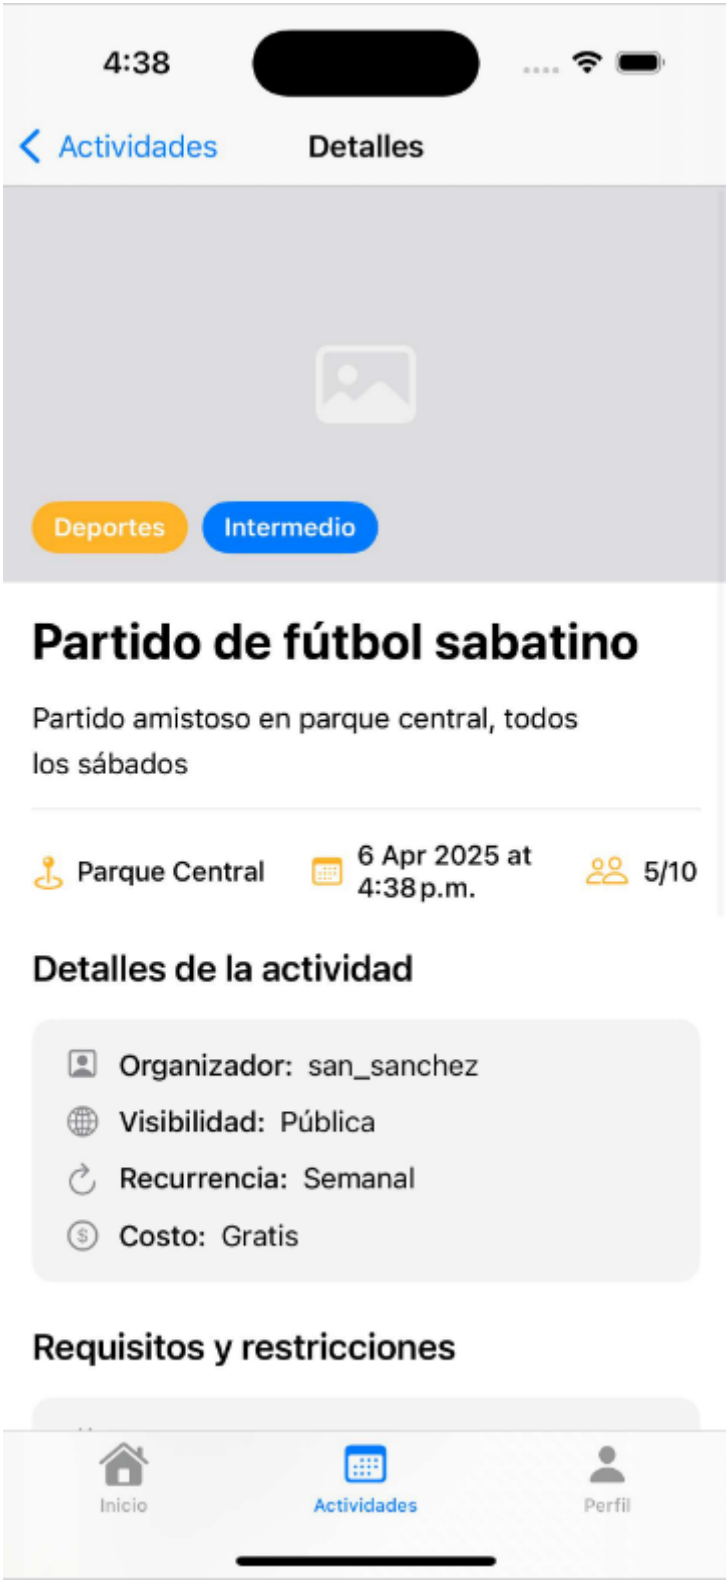 4:38
Actividades Detalles
Deportes Intermedio
Partido de fútbol sabatino
Partido amistoso en parque central, todos
los sábados
Parque Central 6 Apr 2025 at 4:38 p.m. 5/10
Detalles de la actividad
Organizador: san_sanchez
Visibilidad: Pública
Recurrencia: Semanal
Costo: Gratis
Requisitos y restricciones
Inicio Actividades Perfil